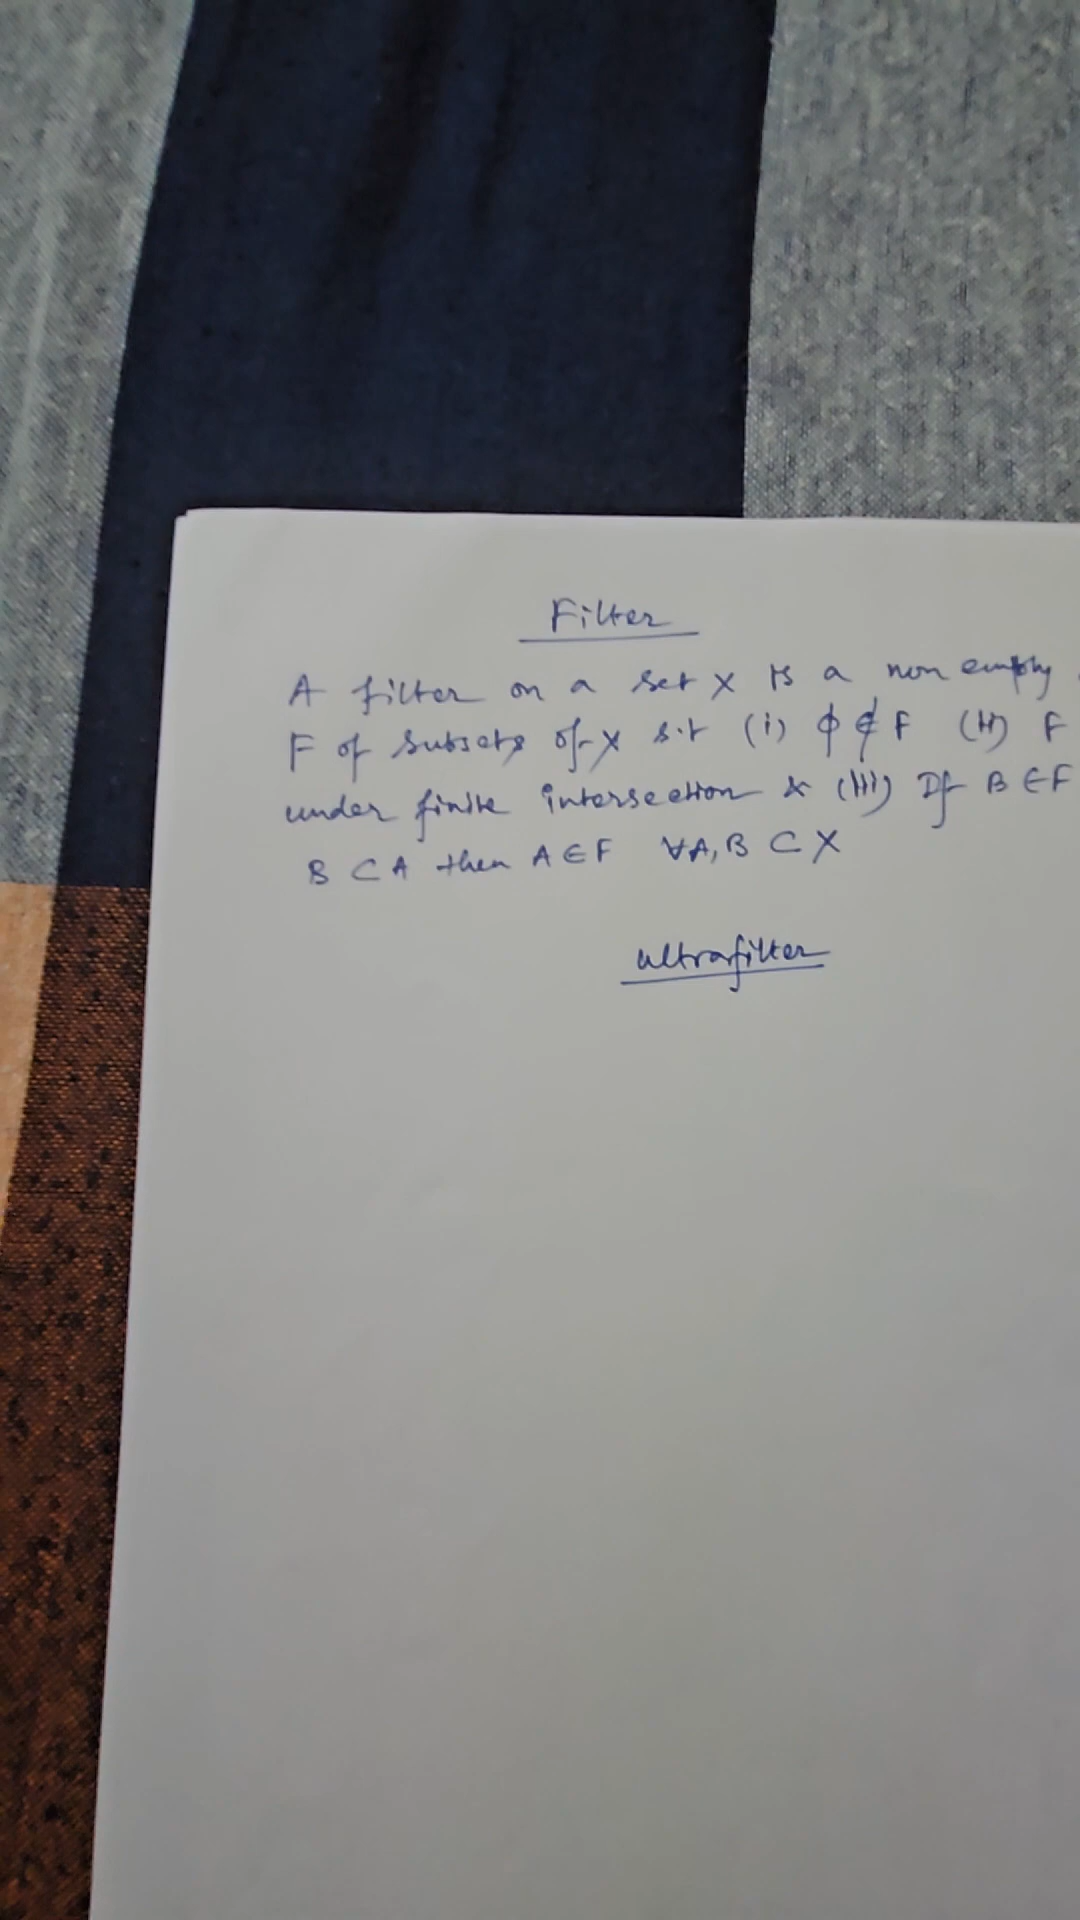 Filter
A filter on a set X is a non empty
F of subsets of X s.t (i) ϕ ∉ F (ii) F
under finite intersection & (iii) If B ∈ F
B ⊂ A then A ∈ F ∀A, B ⊂ X
ultrafilter